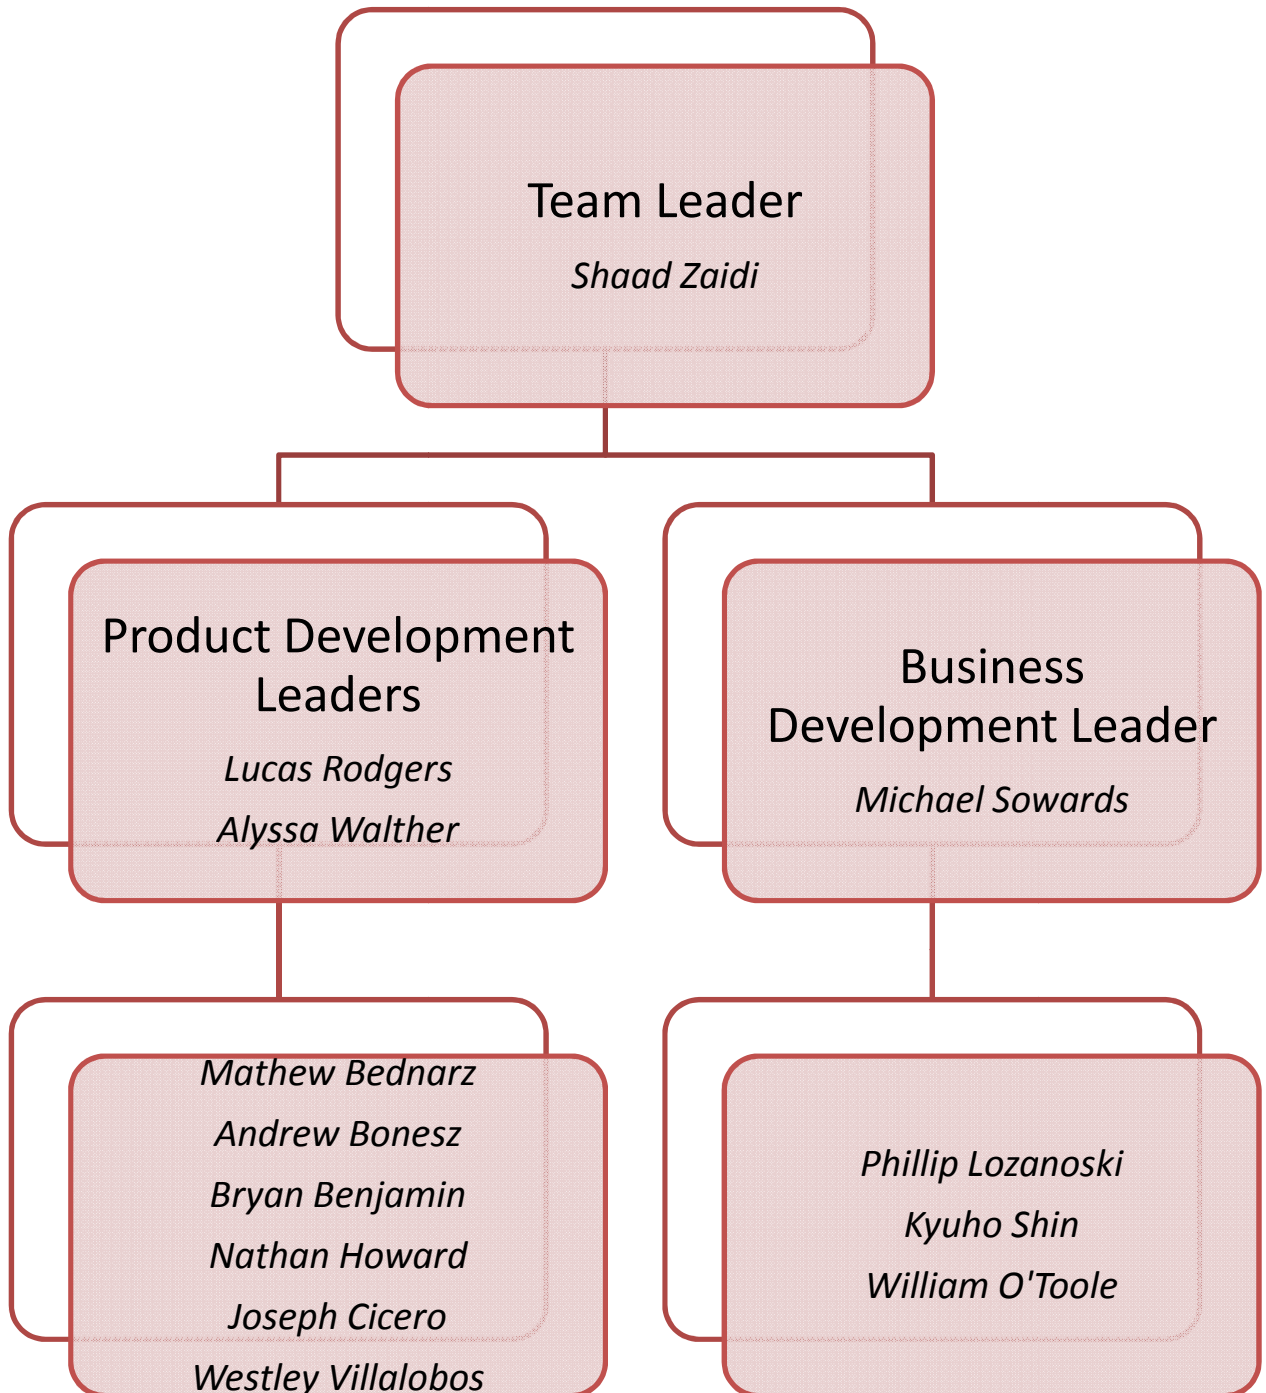 Team Leader
Shaad Zaidi
Product Development
Leaders
Lucas Rodgers
Alyssa Walther
Business
Development Leader
Michael Sowards
Mathew Bednarz
Andrew Bonesz
Bryan Benjamin
Nathan Howard
Joseph Cicero
Westley Villalobos
Phillip Lozanoski
Kyuho Shin
William O'Toole